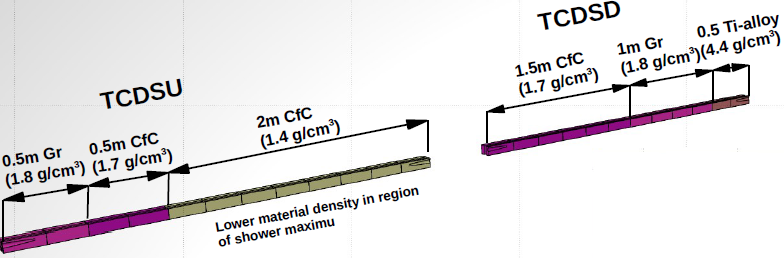 TCDSU
0.5m Gr
(1.8 g/cm³)
0.5m CfC
(1.7 g/cm³)
2m CfC
(1.4 g/cm³)
Lower material density in region
of shower maximu
TCDSD
1.5m CfC
(1.7 g/cm³)
1m Gr
(1.8 g/cm³)
0.5 Ti-alloy
(4.4 g/cm³)